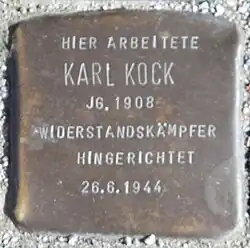 HIER ARBEITETE
KARL KOCK
JG. 1908
WIDERSTANDSKÄMPFER
HINGERICHTET
26.6.1944